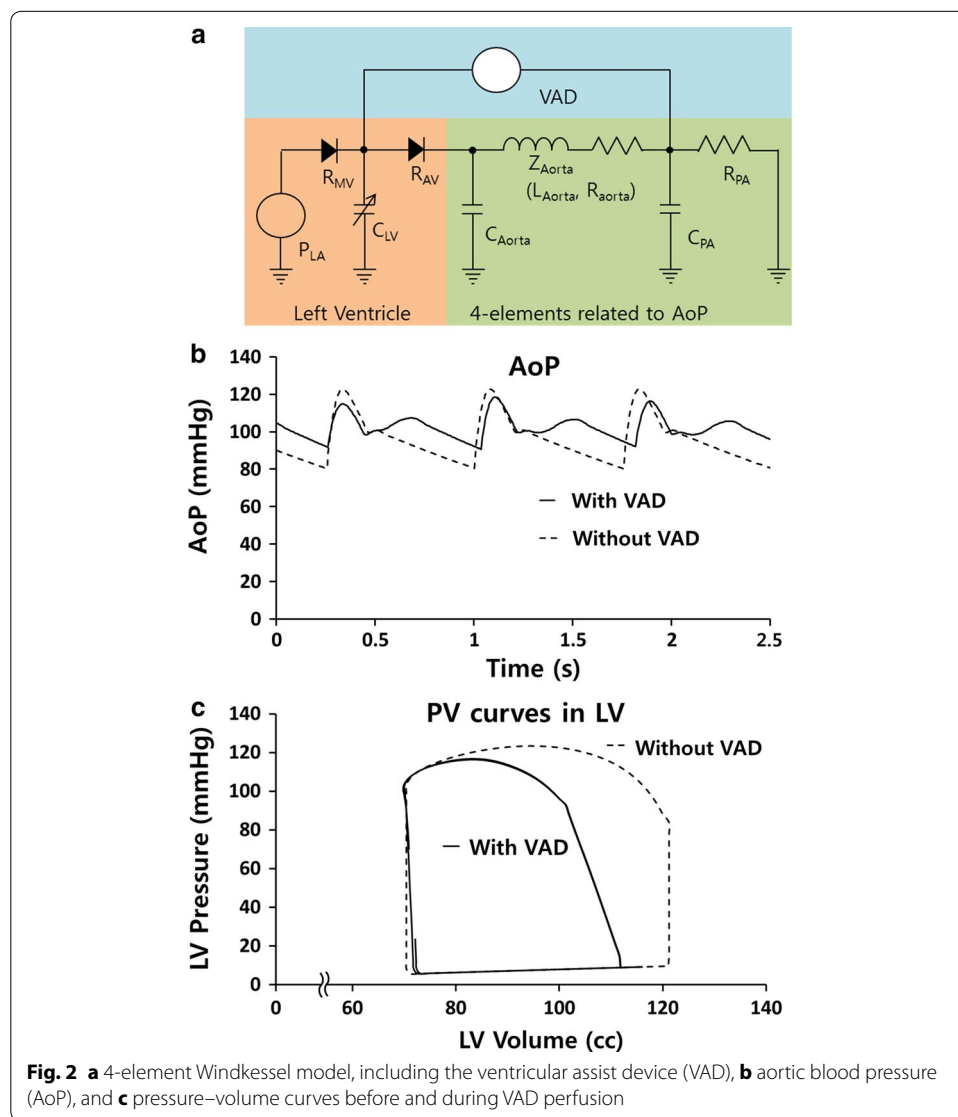 a
VAD
R_MV
R_AV
Z_Aorta
(L_Aorta, R_aorta)
R_PA
P_LA
C_LV
C_Aorta
C_PA
Left Ventricle
4-elements related to AoP
b
AoP
AoP (mmHg)
140
120
100
80
60
40
20
0
With VAD
Without VAD
0 0.5 1 1.5 2 2.5
Time (s)
c
PV curves in LV
LV Pressure (mmHg)
140
120
100
80
60
40
20
0
Without VAD
With VAD
0 60 80 100 120 140
LV Volume (cc)
Fig. 2 a 4-element Windkessel model, including the ventricular assist device (VAD), b aortic blood pressure
(AoP), and c pressure–volume curves before and during VAD perfusion